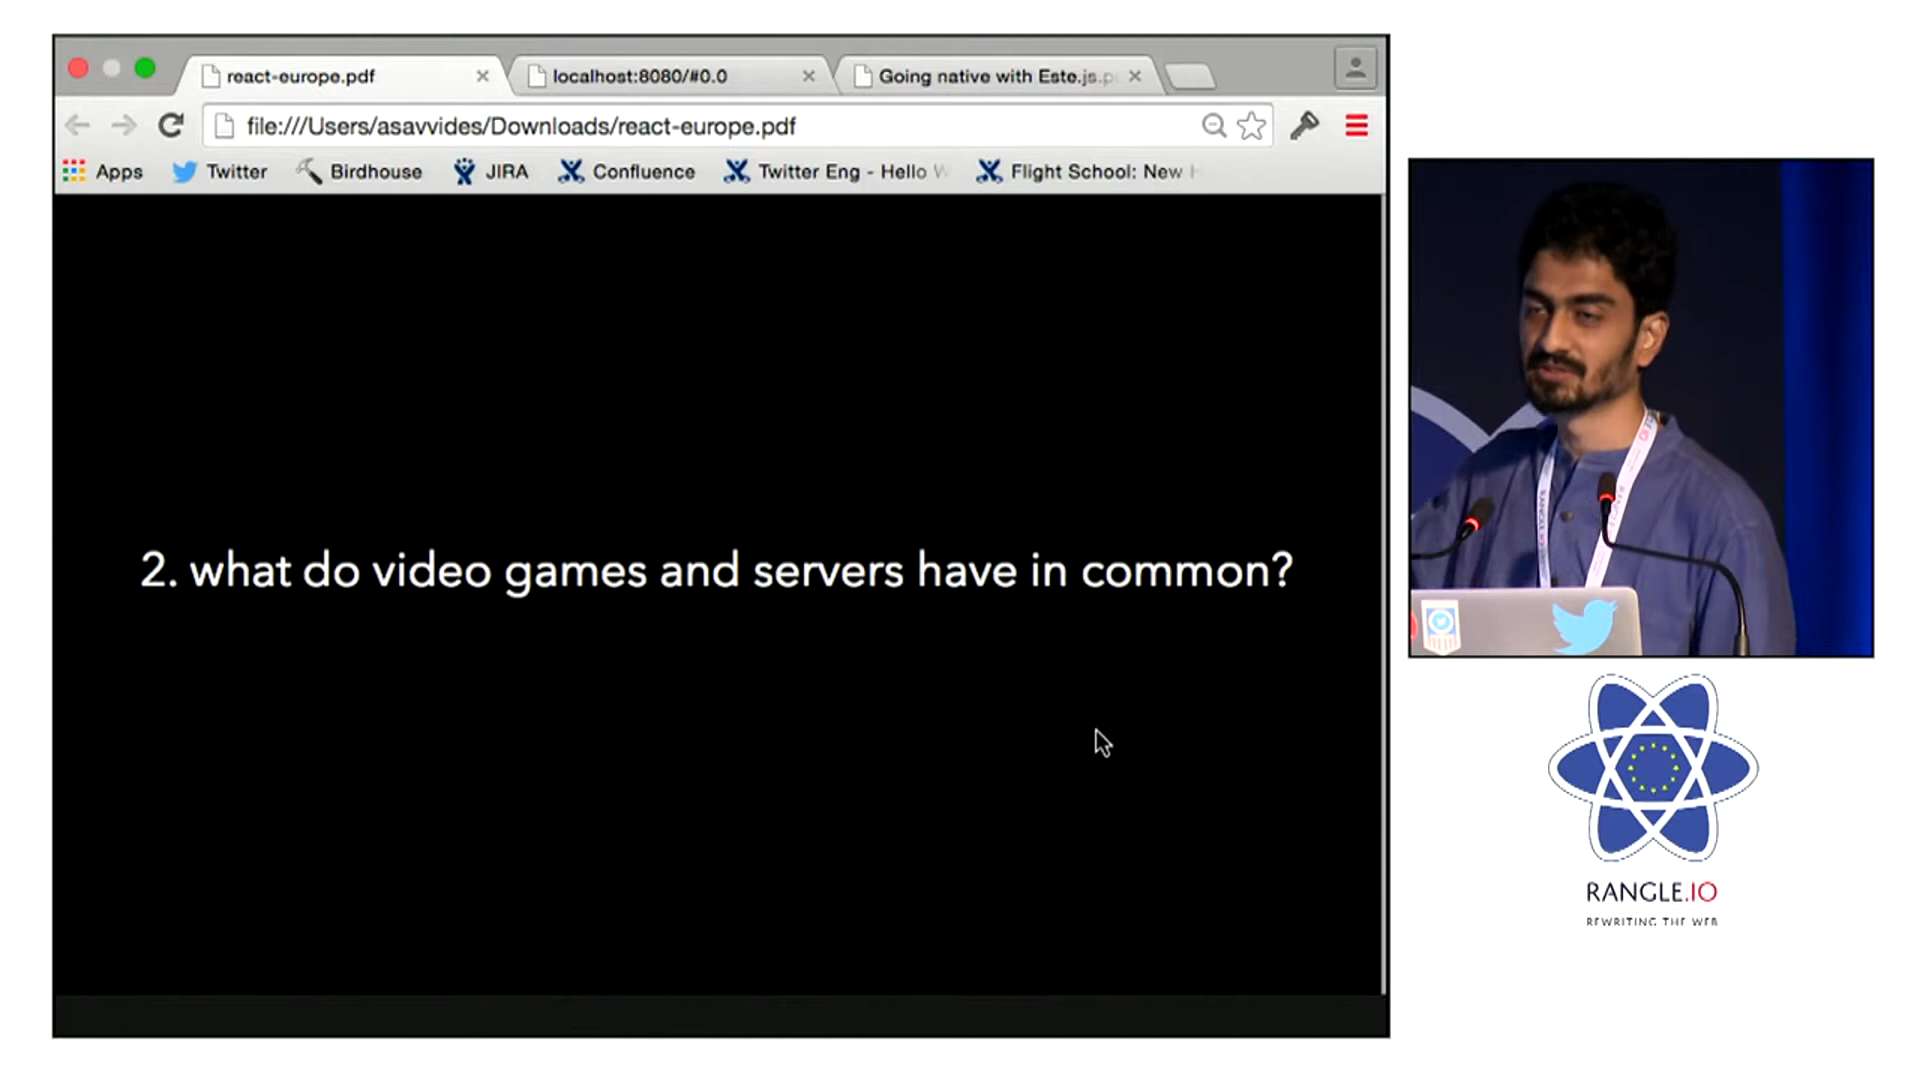 react-europe.pdf
localhost:8080/#0.0
Going native with Este.js.p
file:///Users/asavvides/Downloads/react-europe.pdf
Apps
Twitter
Birdhouse
JIRA
Confluence
Twitter Eng - Hello W
Flight School: New H
2. what do video games and servers have in common?
RANGLE.IO
REWRITING THE WEB